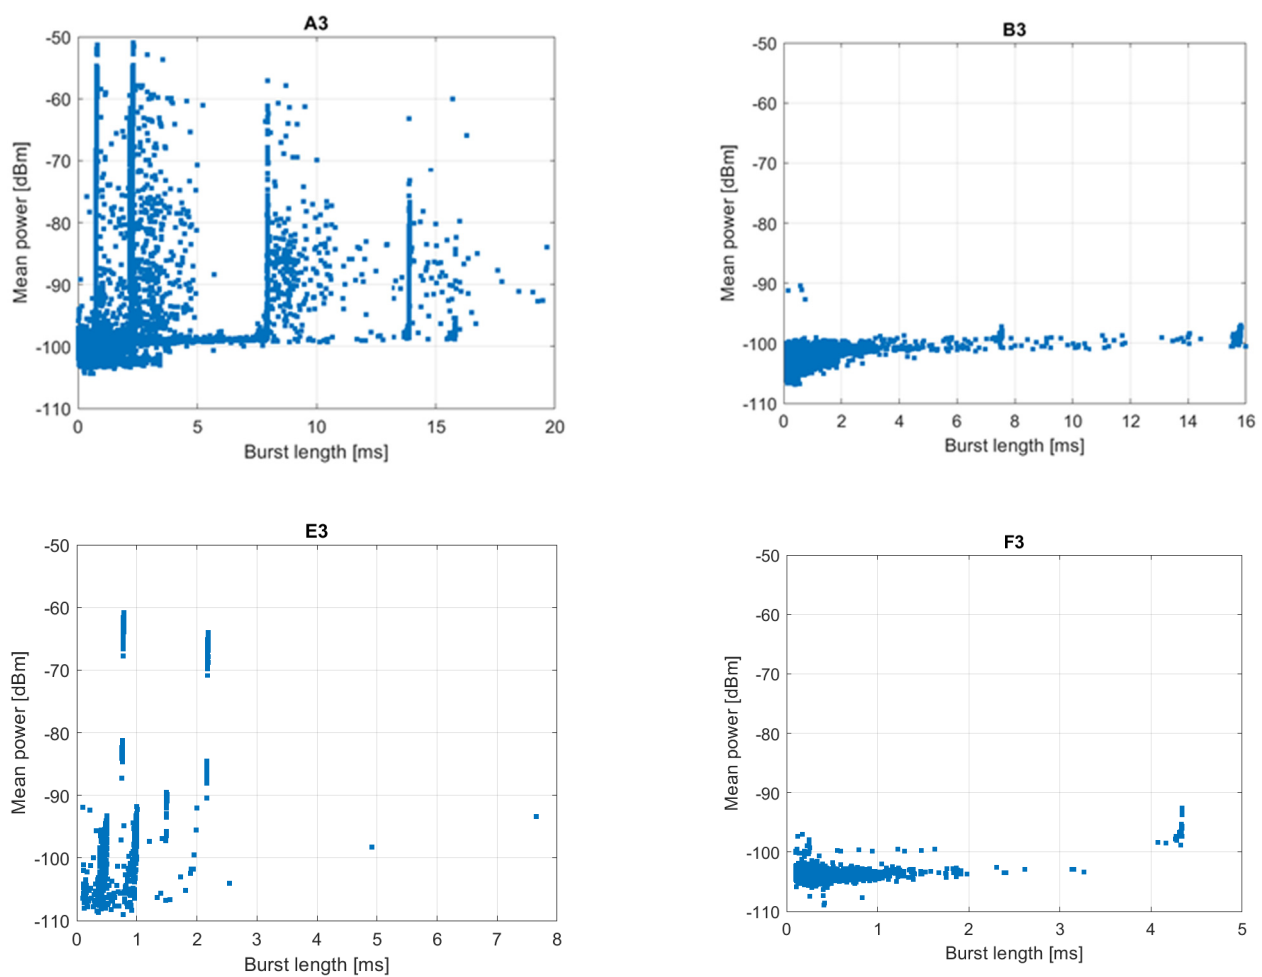 A3
-50
-60
-70
-80
-90
-100
-110
Mean power [dBm]
0 5 10 15 20
Burst length [ms]
B3
-50
-60
-70
-80
-90
-100
-110
Mean power [dBm]
0 2 4 6 8 10 12 14 16
Burst length [ms]
E3
-50
-60
-70
-80
-90
-100
-110
Mean power [dBm]
0 1 2 3 4 5 6 7 8
Burst length [ms]
F3
-50
-60
-70
-80
-90
-100
-110
Mean power [dBm]
0 1 2 3 4 5
Burst length [ms]